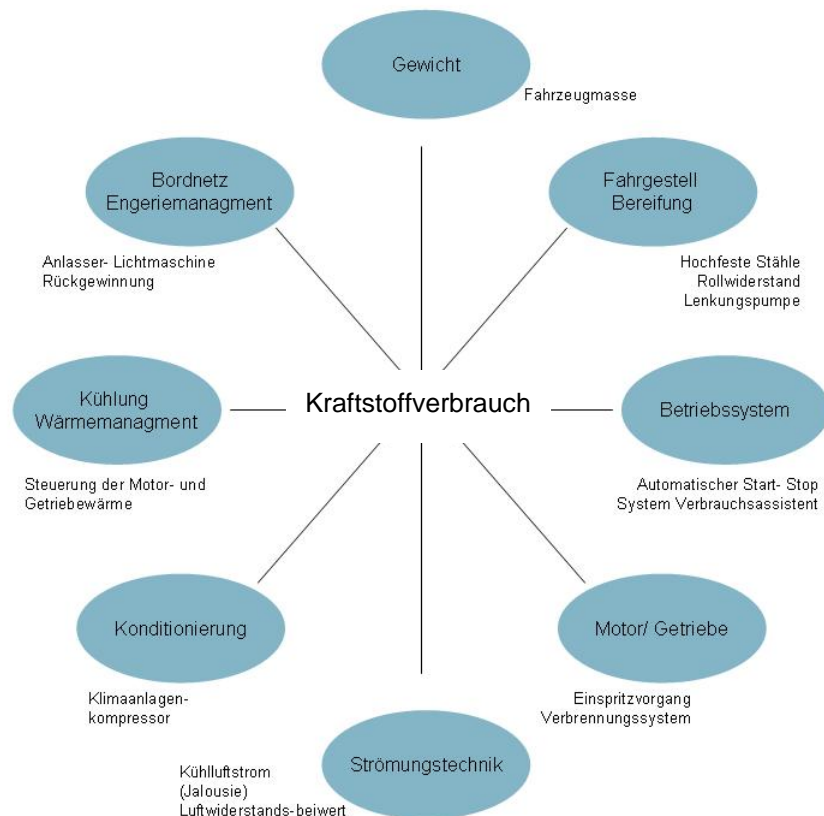 Gewicht
Fahrzeugmasse
Bordnetz
Engeriemanagment
Anlasser- Lichtmaschine
Rückgewinnung
Fahrgestell
Bereifung
Hochfeste Stähle
Rollwiderstand
Lenkungspumpe
Kühlung
Wärmemanagment
Steuerung der Motor- und
Getriebewärme
Kraftstoffverbrauch
Betriebssystem
Automatischer Start- Stop
System Verbrauchsassistent
Konditionierung
Klimaanlagen-
kompressor
Motor/ Getriebe
Einspritzvorgang
Verbrennungssystem
Strömungstechnik
Kühlluftstrom
(Jalousie)
Luftwiderstands-beiwert